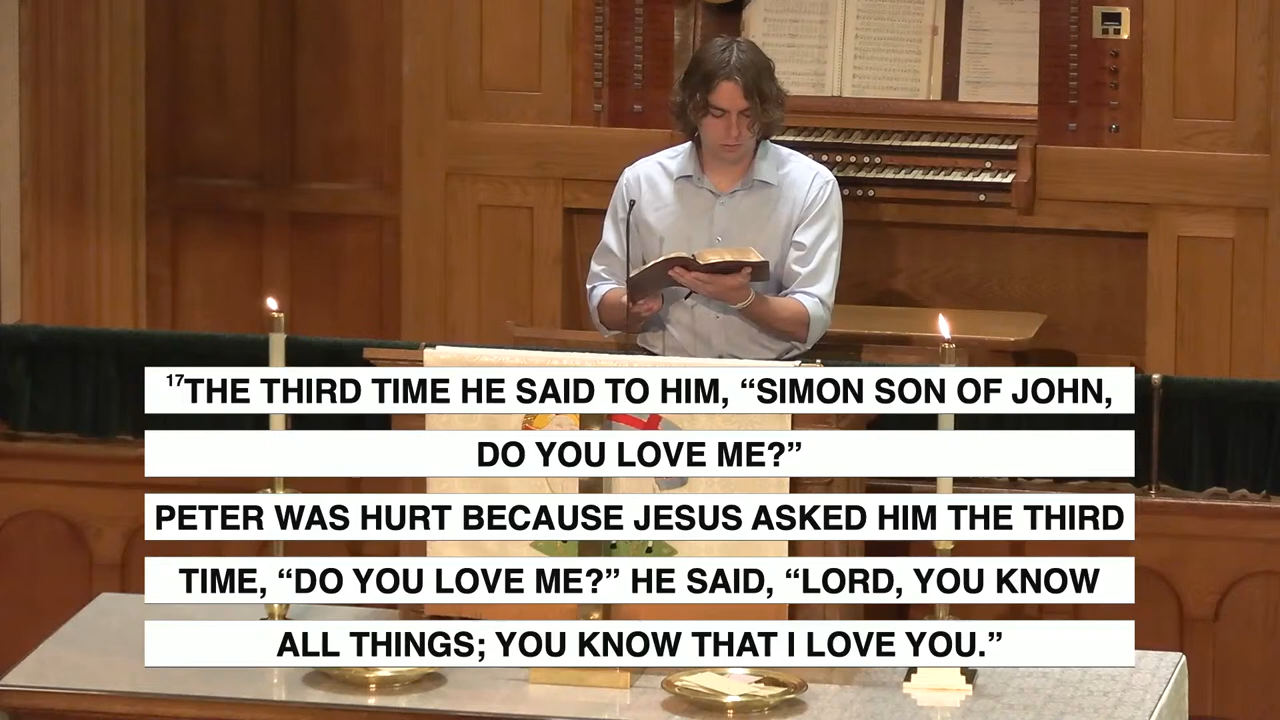 ¹⁷THE THIRD TIME HE SAID TO HIM, “SIMON SON OF JOHN,
DO YOU LOVE ME?”
PETER WAS HURT BECAUSE JESUS ASKED HIM THE THIRD
TIME, “DO YOU LOVE ME?” HE SAID, “LORD, YOU KNOW
ALL THINGS; YOU KNOW THAT I LOVE YOU.”